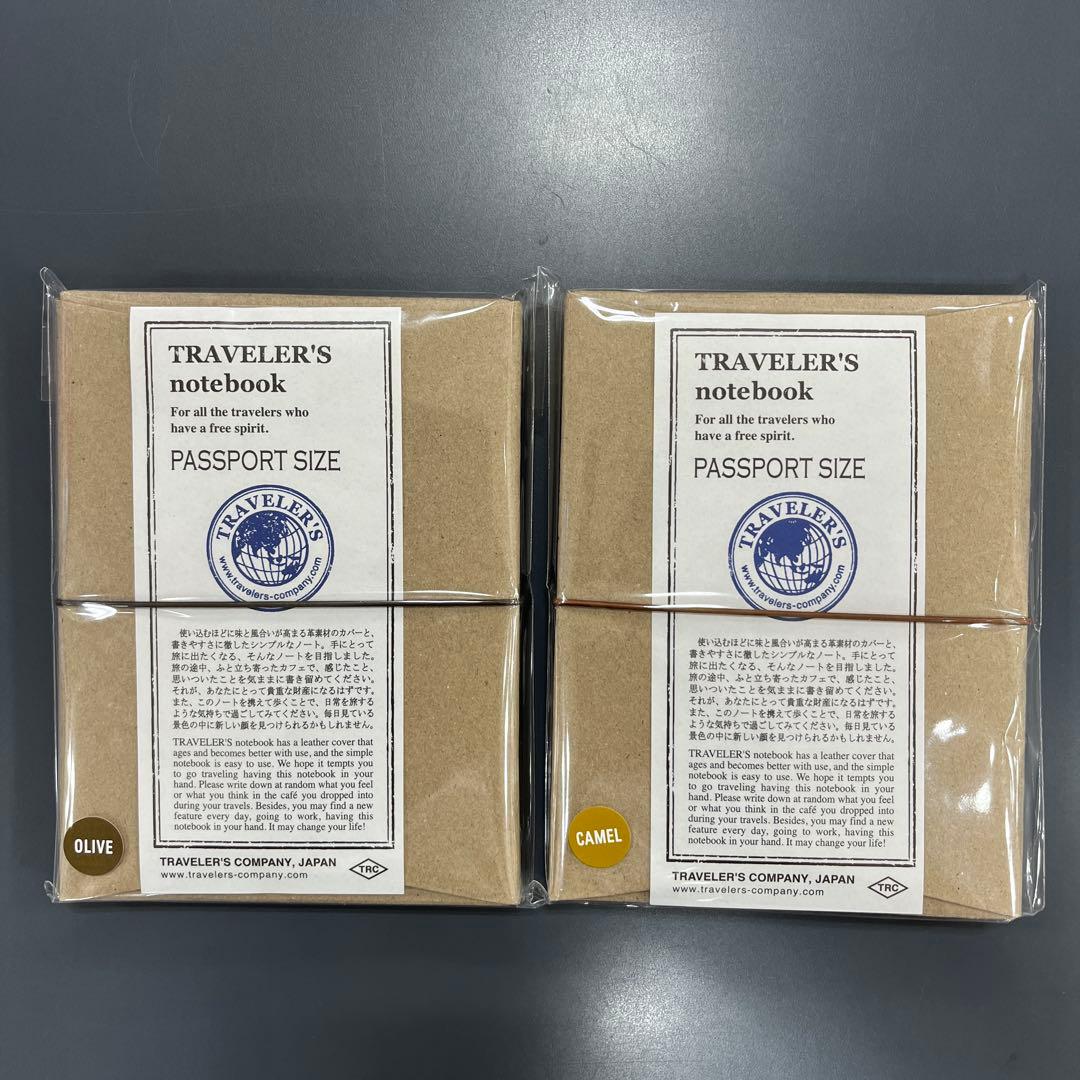 TRAVELER'S
notebook
For all the travelers who
have a free spirit.
PASSPORT SIZE
TRAVELER'S
www.travelers-company.com
使い込むほどに味と風合いが高まる革素材のカバーと、
書きやすさに徹したシンプルなノート。手にとって
旅に出たくなる、そんなノートを目指しました。
旅の途中、ふと立ち寄ったカフェで、感じたこと、
思いついたことを気ままに書き留めてください。
それが、あなたにとって貴重な財産になるはずです。
また、このノートを携えて歩くことで、日常を旅する
ような気持ちで過ごしてみてください。毎日見ている
景色の中に新しい顔を見つけられるかもしれません。
TRAVELER'S notebook has a leather cover that
ages and becomes better with use, and the simple
notebook is easy to use. We hope it tempts you
to go traveling having this notebook in your
hand. Please write down at random what you feel
or what you think in the café you dropped into
during your travels. Besides, you may find a new
feature every day, going to work, having this
notebook in your hand. It may change your life!
OLIVE
TRAVELER'S COMPANY, JAPAN
www.travelers-company.com
TRC
TRAVELER'S
notebook
For all the travelers who
have a free spirit.
PASSPORT SIZE
TRAVELER'S
www.travelers-company.com
使い込むほどに味と風合いが高まる革素材のカバーと、
書きやすさに徹したシンプルなノート。手にとって
旅に出たくなる、そんなノートを目指しました。
旅の途中、ふと立ち寄ったカフェで、感じたこと、
思いついたことを気ままに書き留めてください。
それが、あなたにとって貴重な財産になるはずです。
また、このノートを携えて歩くことで、日常を旅する
ような気持ちで過ごしてみてください。毎日見ている
景色の中に新しい顔を見つけられるかもしれません。
TRAVELER'S notebook has a leather cover that
ages and becomes better with use, and the simple
notebook is easy to use. We hope it tempts you
to go traveling having this notebook in your
hand. Please write down at random what you feel
or what you think in the café you dropped into
during your travels. Besides, you may find a new
feature every day, going to work, having this
notebook in your hand. It may change your life!
CAMEL
TRAVELER'S COMPANY, JAPAN
www.travelers-company.com
TRC